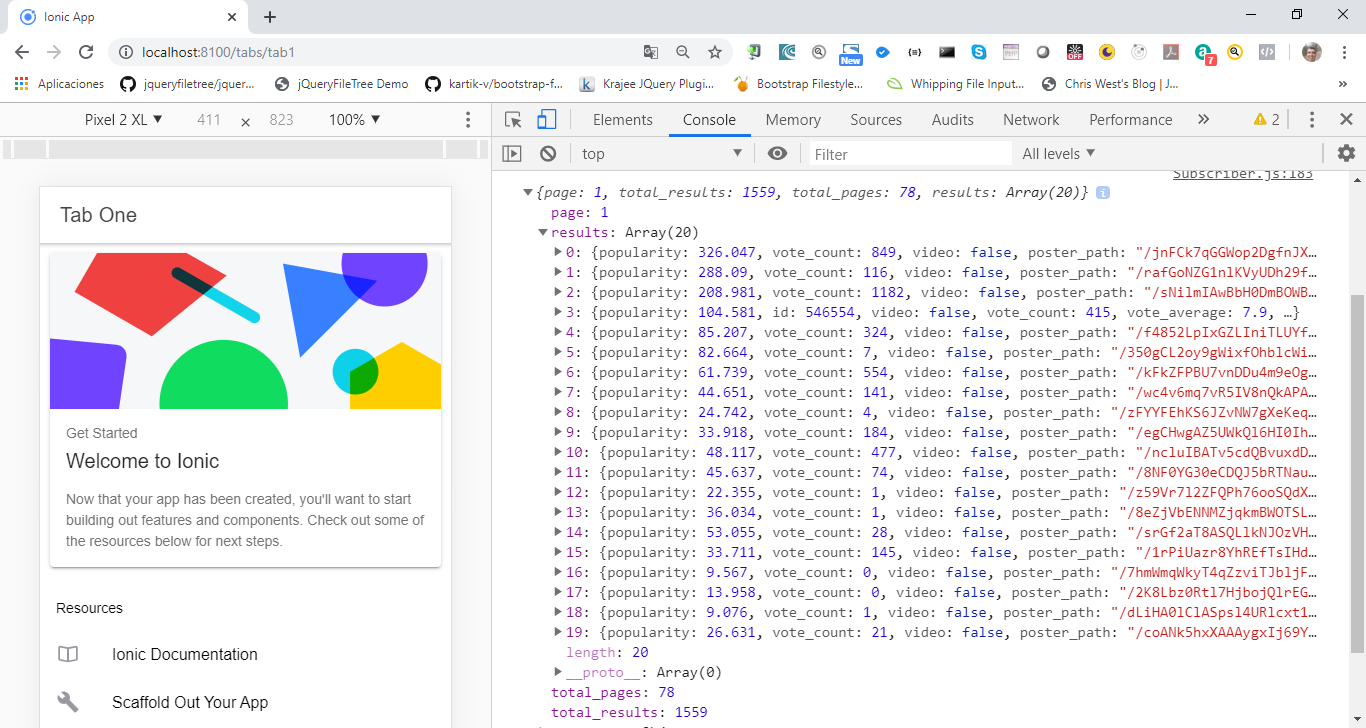 Ionic App
localhost:8100/tabs/tab1
New
OFF
7
Aplicaciones
jqueryfiletree/jquer...
jQueryFileTree Demo
kartik-v/bootstrap-f...
Krajee JQuery Plugi...
Bootstrap Filestyle...
Whipping File Input...
Chris West's Blog | J...
»
Pixel 2 XL ▼ 411 x 823 100% ▼
Elements Console Memory Sources Audits Network Performance » 2
top Filter All levels ▼
Subscriber.js:183
Tab One
Get Started
Welcome to Ionic
Now that your app has been created, you'll want to start
building out features and components. Check out some of
the resources below for next steps.
Resources
Ionic Documentation
Scaffold Out Your App
▼{page: 1, total_results: 1559, total_pages: 78, results: Array(20)} i
page: 1
▼results: Array(20)
▶0: {popularity: 326.047, vote_count: 849, video: false, poster_path: "/jnFCk7qGGWop2DgfnJX…
▶1: {popularity: 288.09, vote_count: 116, video: false, poster_path: "/rafGoNZG1nlKVyUDh29f…
▶2: {popularity: 208.981, vote_count: 1182, video: false, poster_path: "/sNilmIAwBbH0DmBOWB…
▶3: {popularity: 104.581, id: 546554, video: false, vote_count: 415, vote_average: 7.9, …}
▶4: {popularity: 85.207, vote_count: 324, video: false, poster_path: "/f4852LpIxGZLIniTLUYf…
▶5: {popularity: 82.664, vote_count: 7, video: false, poster_path: "/350gCL2oy9gWixfOhblcWi…
▶6: {popularity: 61.739, vote_count: 554, video: false, poster_path: "/kFkZFPBU7vnDDu4m9eOg…
▶7: {popularity: 44.651, vote_count: 141, video: false, poster_path: "/wc4v6mq7vR5IV8nQkAPA…
▶8: {popularity: 24.742, vote_count: 4, video: false, poster_path: "/zFYYFEhKS6JZvNW7gXeKeq…
▶9: {popularity: 33.918, vote_count: 184, video: false, poster_path: "/egCHwgAZ5UWkQl6HI0Ih…
▶10: {popularity: 48.117, vote_count: 477, video: false, poster_path: "/ncluIBATv5cdQBvuxdD…
▶11: {popularity: 45.637, vote_count: 74, video: false, poster_path: "/8NF0YG30eCDQJ5bRTNau…
▶12: {popularity: 22.355, vote_count: 1, video: false, poster_path: "/z59Vr7l2ZFQPh76ooSQdX…
▶13: {popularity: 36.034, vote_count: 1, video: false, poster_path: "/8eZjVbENNMZjqkmBWOTSL…
▶14: {popularity: 53.055, vote_count: 28, video: false, poster_path: "/srGf2aT8ASQLlkNJOzVH…
▶15: {popularity: 33.711, vote_count: 145, video: false, poster_path: "/1rPiUazr8YhREfTsIHd…
▶16: {popularity: 9.567, vote_count: 0, video: false, poster_path: "/7hmWmqWkyT4qZzviTJbljF…
▶17: {popularity: 13.958, vote_count: 0, video: false, poster_path: "/2K8Lbz0Rtl7HjbojQlrEG…
▶18: {popularity: 9.076, vote_count: 1, video: false, poster_path: "/dLiHA0lClASpsl4URlcxt1…
▶19: {popularity: 26.631, vote_count: 21, video: false, poster_path: "/coANk5hxXAAAygxIj69Y…
length: 20
▶__proto__: Array(0)
total_pages: 78
total_results: 1559